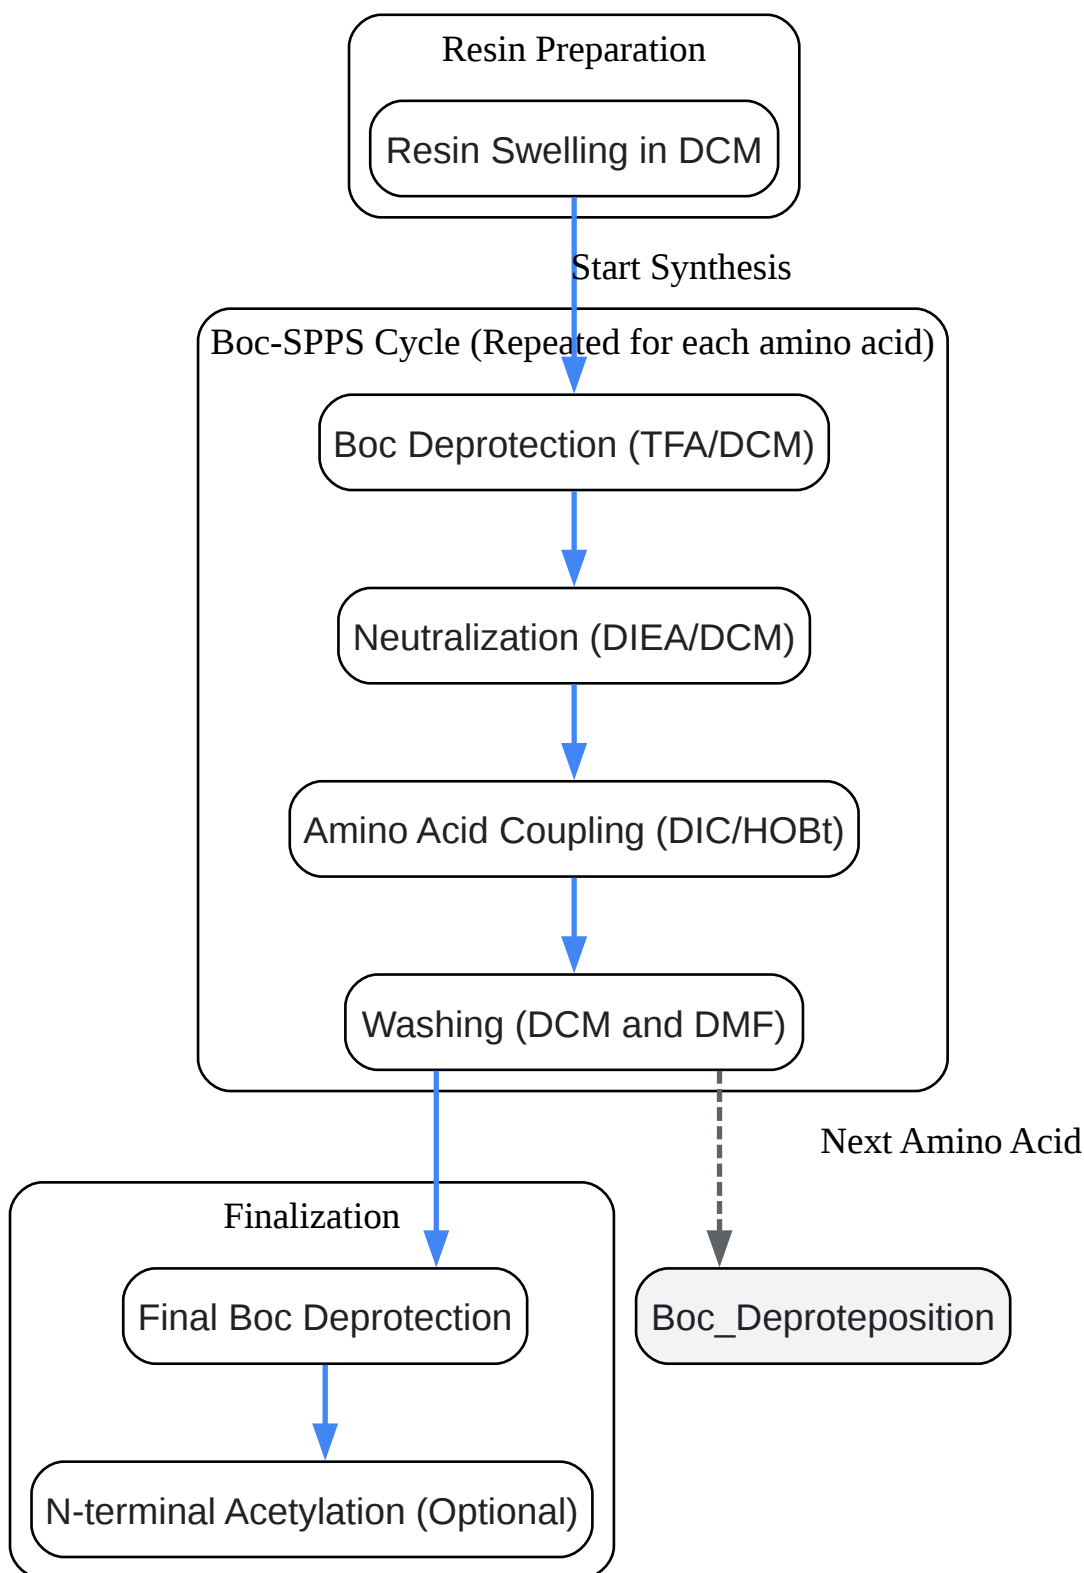 Resin Preparation
Resin Swelling in DCM
Start Synthesis
Boc-SPPS Cycle (Repeated for each amino acid)
Boc Deprotection (TFA/DCM)
Neutralization (DIEA/DCM)
Amino Acid Coupling (DIC/HOBt)
Washing (DCM and DMF)
Next Amino Acid
Finalization
Final Boc Deprotection
Boc_Deproteposition
N-terminal Acetylation (Optional)